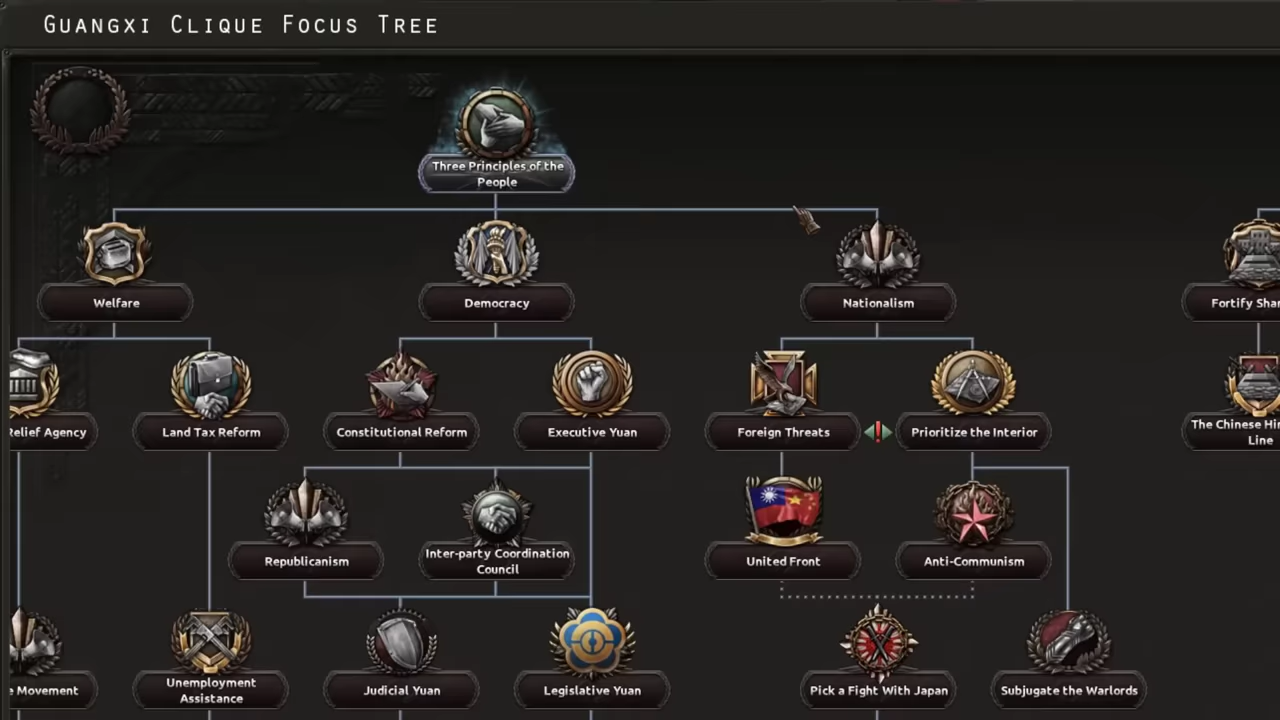 Guangxi Clique Focus Tree
Three Principles of the
People
Welfare
Democracy
Nationalism
Fortify
Relief Agency
Land Tax Reform
Constitutional Reform
Executive Yuan
Foreign Threats
Prioritize the Interior
The Chinese
Line
Republicanism
Inter-party Coordination
Council
United Front
Anti-Communism
Movement
Unemployment
Assistance
Judicial Yuan
Legislative Yuan
Pick a Fight With Japan
Subjugate the Warlords